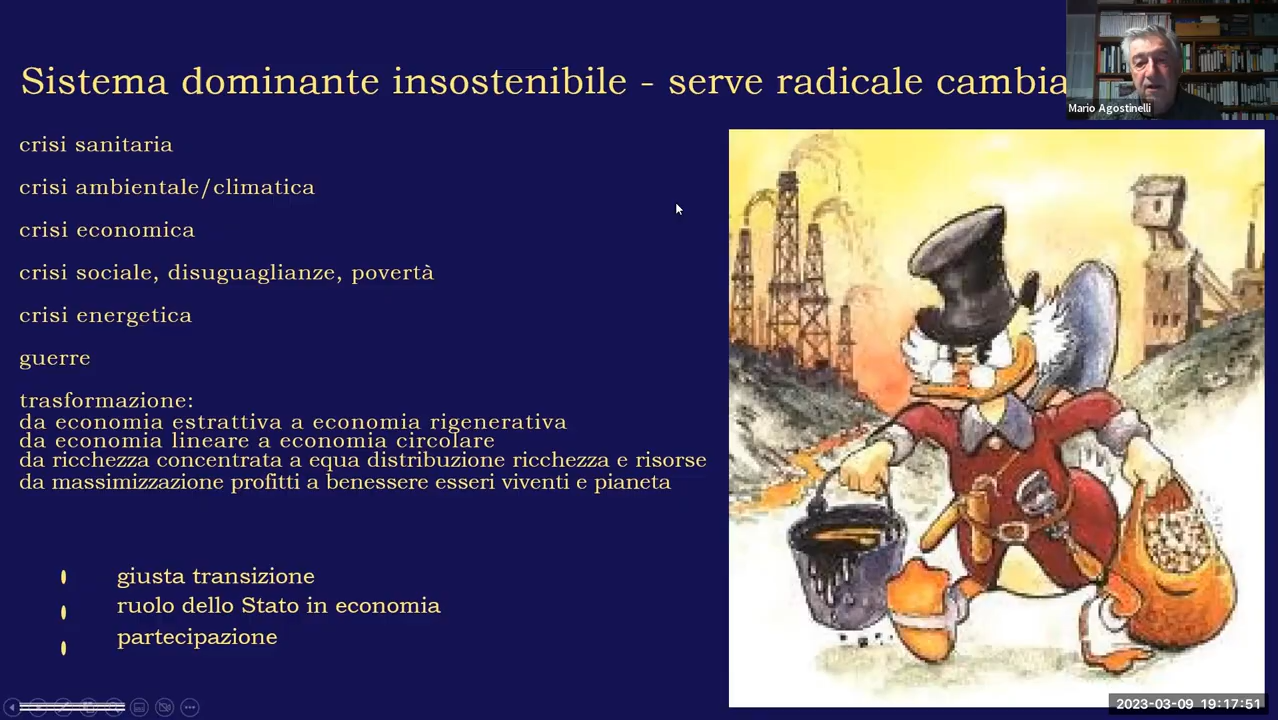 Sistema dominante insostenibile - serve radicale cambia
Mario Agostinelli
crisi sanitaria
crisi ambientale/climatica
crisi economica
crisi sociale, disuguaglianze, povertà
crisi energetica
guerre
trasformazione:
da economia estrattiva a economia rigenerativa
da economia lineare a economia circolare
da ricchezza concentrata a equa distribuzione ricchezza e risorse
da massimizzazione profitti a benessere esseri viventi e pianeta
giusta transizione
ruolo dello Stato in economia
partecipazione
2023-03-09 19:17:51